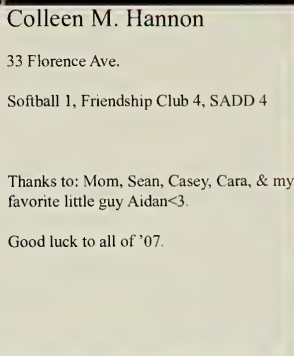 Colleen M. Hannon
33 Florence Ave.
Softball 1, Friendship Club 4, SADD 4
Thanks to: Mom, Sean, Casey, Cara, & my
favorite little guy Aidan<3.
Good luck to all of '07.